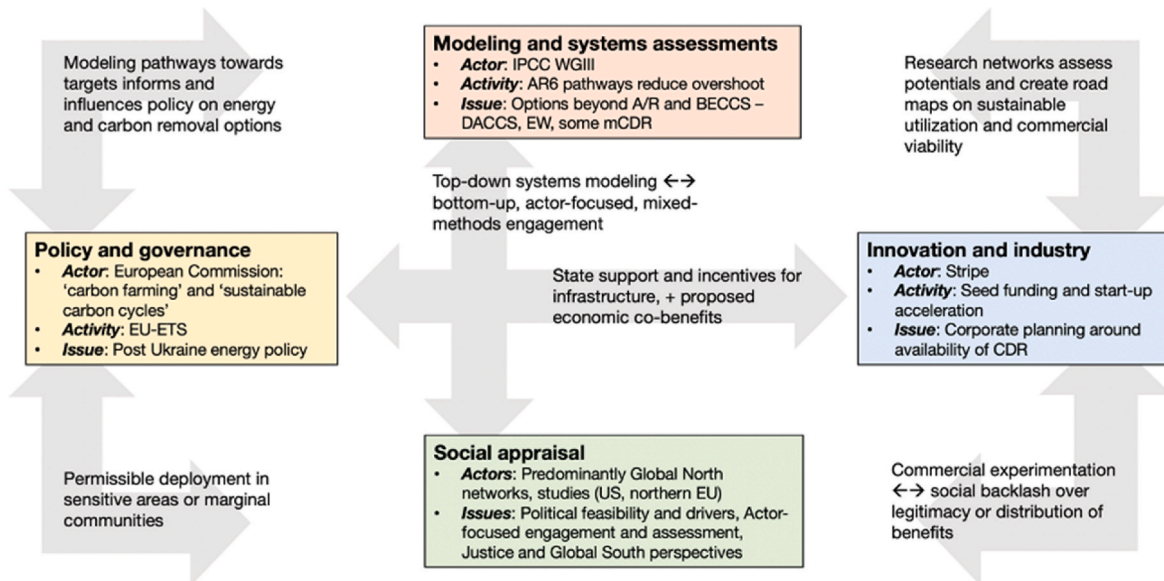 Modeling pathways towards
targets informs and
influences policy on energy
and carbon removal options
Modeling and systems assessments
• Actor: IPCC WGIII
• Activity: AR6 pathways reduce overshoot
• Issue: Options beyond A/R and BECCS –
DACCS, EW, some mCDR
Research networks assess
potentials and create road
maps on sustainable
utilization and commercial
viability
Top-down systems modeling ←→
bottom-up, actor-focused, mixed-
methods engagement
Policy and governance
• Actor: European Commission:
‘carbon farming’ and ‘sustainable
carbon cycles’
• Activity: EU-ETS
• Issue: Post Ukraine energy policy
State support and incentives for
infrastructure, + proposed
economic co-benefits
Innovation and industry
• Actor: Stripe
• Activity: Seed funding and start-up
acceleration
• Issue: Corporate planning around
availability of CDR
Permissible deployment in
sensitive areas or marginal
communities
Social appraisal
• Actors: Predominantly Global North
networks, studies (US, northern EU)
• Issues: Political feasibility and drivers, Actor-
focused engagement and assessment,
Justice and Global South perspectives
Commercial experimentation
←→ social backlash over
legitimacy or distribution of
benefits